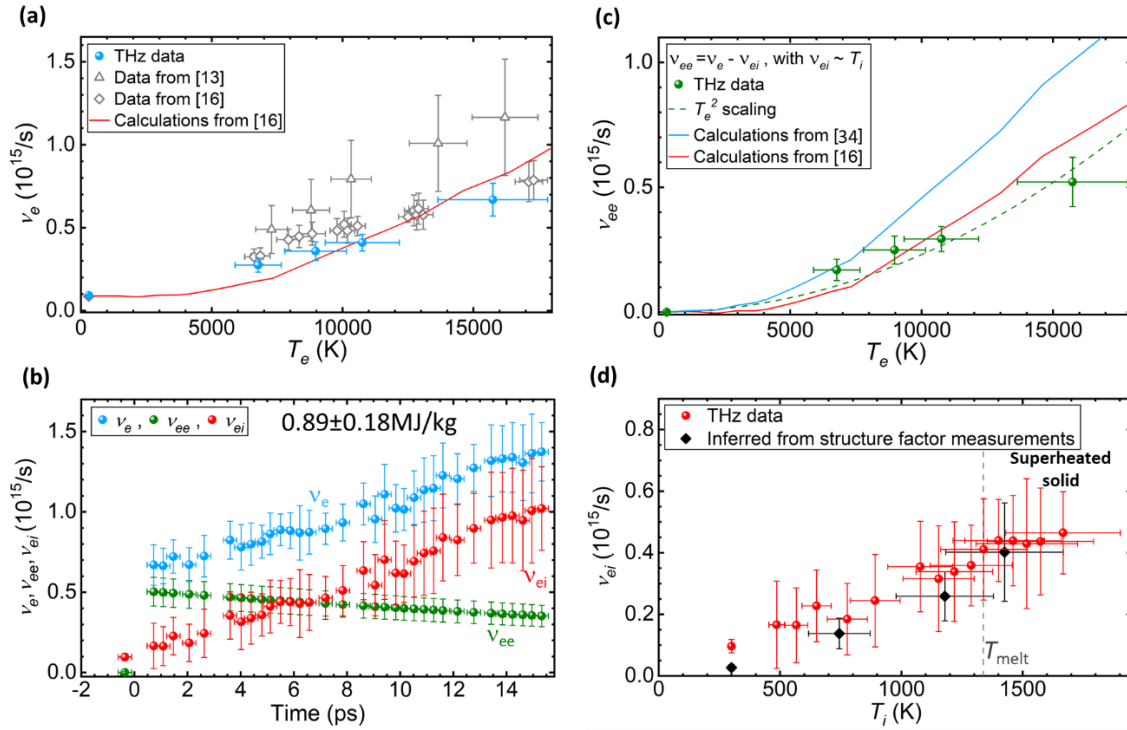 (a)
THz data
Data from [13]
Data from [16]
Calculations from [16]
νe (10^15/s)
1.5
1.0
0.5
0.0
0
5000
10000
15000
Te (K)
(c)
νee=νe - νei , with νei ~ Ti
THz data
Te^2 scaling
Calculations from [34]
Calculations from [16]
νee (10^15/s)
1.0
0.5
0.0
0
5000
10000
15000
Te (K)
(b)
νe , νee , νei
0.89±0.18MJ/kg
νe
νei
νee
νe, νee, νei (10^15/s)
1.5
1.0
0.5
0.0
-2
0
2
4
6
8
10
12
14
Time (ps)
(d)
THz data
Inferred from structure factor measurements
Superheated
solid
Tmelt
νei (10^15/s)
0.8
0.6
0.4
0.2
0.0
0
500
1000
1500
Ti (K)